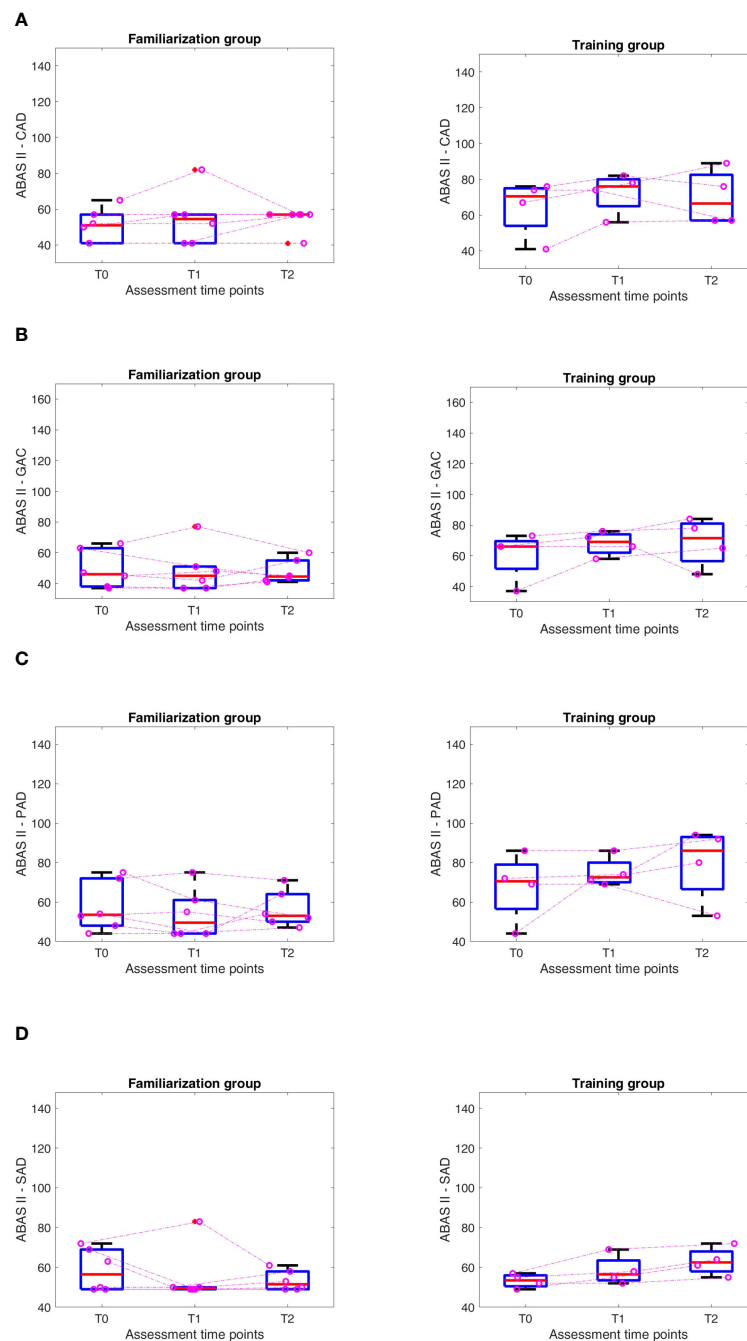 A
Familiarization group
140
120
100
80
60
40
ABAS II - CAD
T0 T1 T2
Assessment time points
Training group
140
120
100
80
60
40
ABAS II - CAD
T0 T1 T2
Assessment time points
B
Familiarization group
160
140
120
100
80
60
40
ABAS II - GAC
T0 T1 T2
Assessment time points
Training group
160
140
120
100
80
60
40
ABAS II - GAC
T0 T1 T2
Assessment time points
C
Familiarization group
140
120
100
80
60
40
ABAS II - PAD
T0 T1 T2
Assessment time points
Training group
140
120
100
80
60
40
ABAS II - PAD
T0 T1 T2
Assessment time points
D
Familiarization group
140
120
100
80
60
40
ABAS II - SAD
T0 T1 T2
Assessment time points
Training group
140
120
100
80
60
40
ABAS II - SAD
T0 T1 T2
Assessment time points